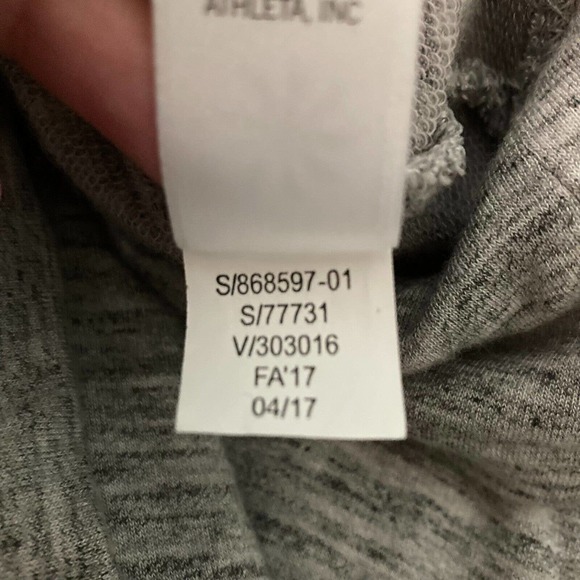 ATHLETA, INC
S/868597-01
S/77731
V/303016
FA'17
04/17